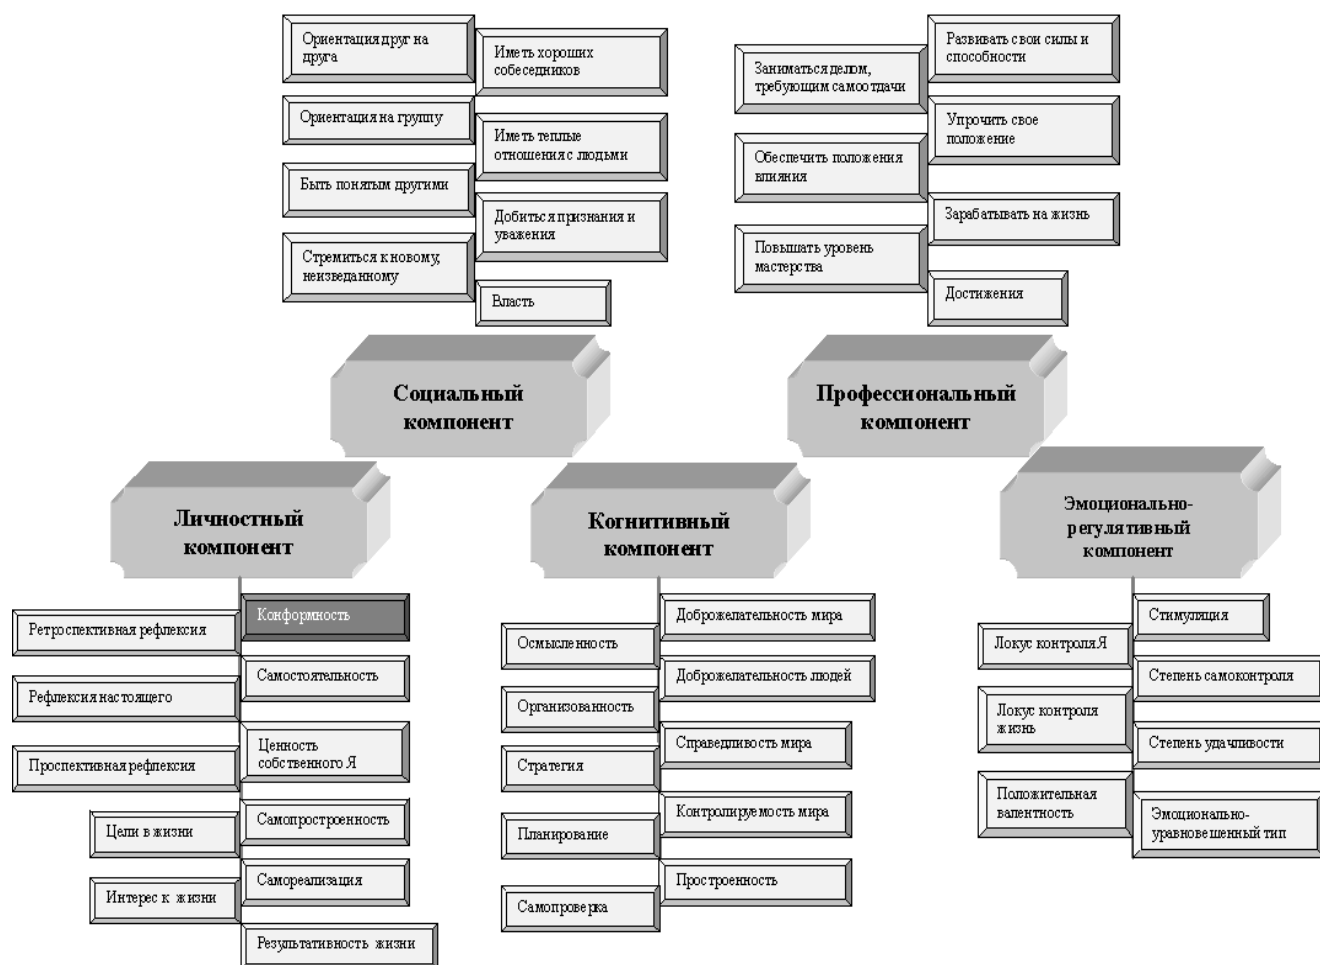 Ориентация друг на
друга
Иметь хороших
собеседников
Ориентация на группу
Иметь теплые
отношения с людьми
Быть понятым другими
Добиться признания и
уважения
Стремиться к новому,
неизведанному
Власть
Развивать свои силы и
способности
Заниматься делом,
требующим самоотдачи
Упрочить свое
положение
Обеспечить положения
влияния
Зарабатывать на жизнь
Повышать уровень
мастерства
Достижения
Социальный
компонент
Профессиональный
компонент
Личностный
компонент
Когнитивный
компонент
Эмоционально-
регулятивный
компонент
Конформность
Ретроспективная рефлексия
Самостоятельность
Рефлексия настоящего
Ценность
собственного Я
Проспективная рефлексия
Самопростроенность
Цели в жизни
Самореализация
Интерес к жизни
Результативность жизни
Доброжелательность мира
Осмысленность
Доброжелательность людей
Организованность
Справедливость мира
Стратегия
Контролируемость мира
Планирование
Простроенность
Самопроверка
Стимуляция
Локус контроля Я
Степень самоконтроля
Локус контроля
жизнь
Степень удачливости
Положительная
валентность
Эмоционально-
уравновешенный тип